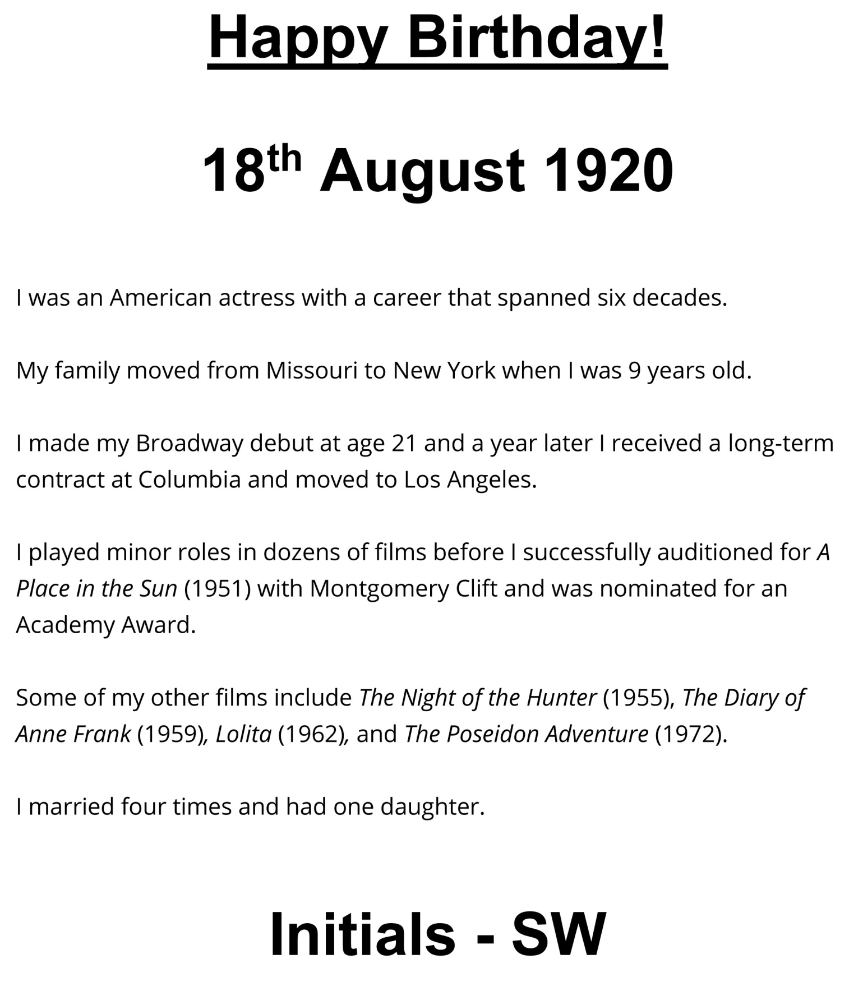 Happy Birthday!
18th August 1920
I was an American actress with a career that spanned six decades.
My family moved from Missouri to New York when I was 9 years old.
I made my Broadway debut at age 21 and a year later I received a long-term
contract at Columbia and moved to Los Angeles.
I played minor roles in dozens of films before I successfully auditioned for A
Place in the Sun (1951) with Montgomery Clift and was nominated for an
Academy Award.
Some of my other films include The Night of the Hunter (1955), The Diary of
Anne Frank (1959), Lolita (1962), and The Poseidon Adventure (1972).
I married four times and had one daughter.
Initials - SW